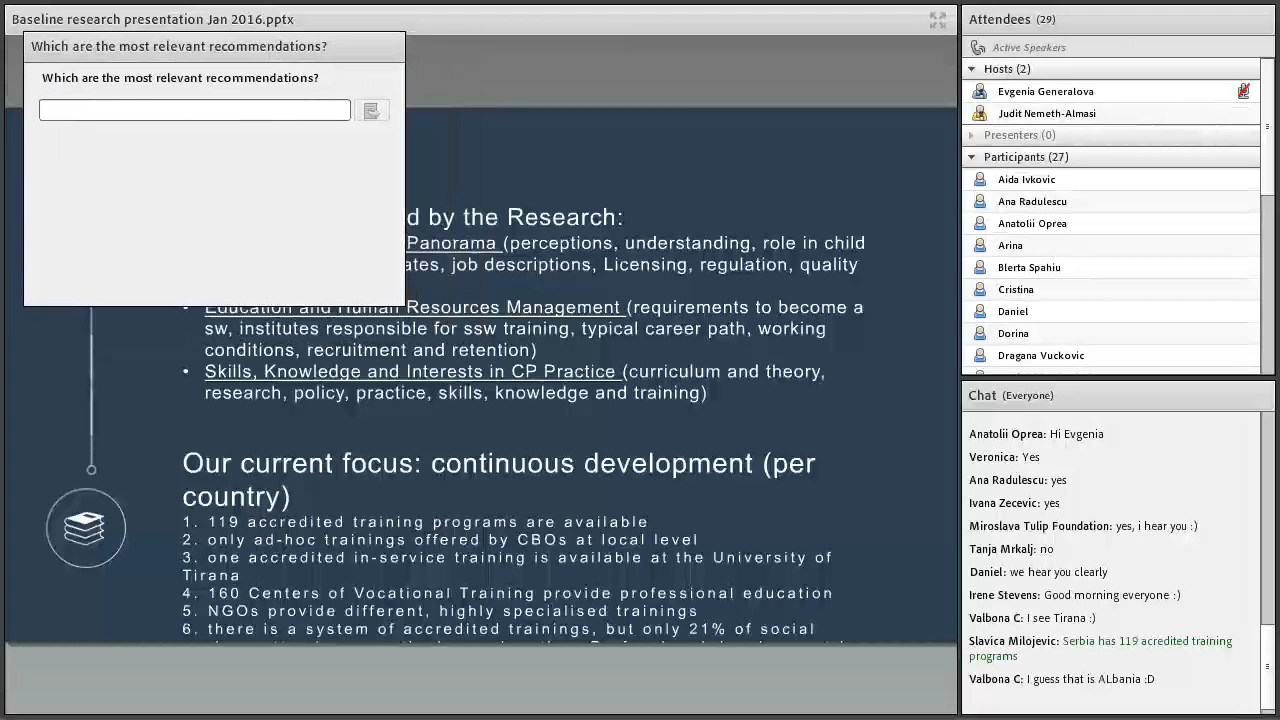 Baseline research presentation Jan 2016.pptx
Which are the most relevant recommendations?
Which are the most relevant recommendations?
d by the Research:
Panorama (perceptions, understanding, role in child
ates, job descriptions, Licensing, regulation, quality
• Education and Human Resources Management (requirements to become a
sw, institutes responsible for ssw training, typical career path, working
conditions, recruitment and retention)
• Skills, Knowledge and Interests in CP Practice (curriculum and theory,
research, policy, practice, skills, knowledge and training)
Our current focus: continuous development (per
country)
1. 119 accredited training programs are available
2. only ad-hoc trainings offered by CBOs at local level
3. one accredited in-service training is available at the University of
Tirana
4. 160 Centers of Vocational Training provide professional education
5. NGOs provide different, highly specialised trainings
6. there is a system of accredited trainings, but only 21% of social
Attendees (29)
Active Speakers
Hosts (2)
Evgenia Generalova
Judit Nemeth-Almasi
Presenters (0)
Participants (27)
Aida Ivkovic
Ana Radulescu
Anatolii Oprea
Arina
Blerta Spahiu
Cristina
Daniel
Dorina
Dragana Vuckovic
Chat (Everyone)
Anatolii Oprea: Hi Evgenia
Veronica: Yes
Ana Radulescu: yes
Ivana Zecevic: yes
Miroslava Tulip Foundation: yes, i hear you :)
Tanja Mrkalj: no
Daniel: we hear you clearly
Irene Stevens: Good morning everyone :)
Valbona C: I see Tirana :)
Slavica Milojevic: Serbia has 119 acredited training
programs
Valbona C: I guess that is ALbania :D